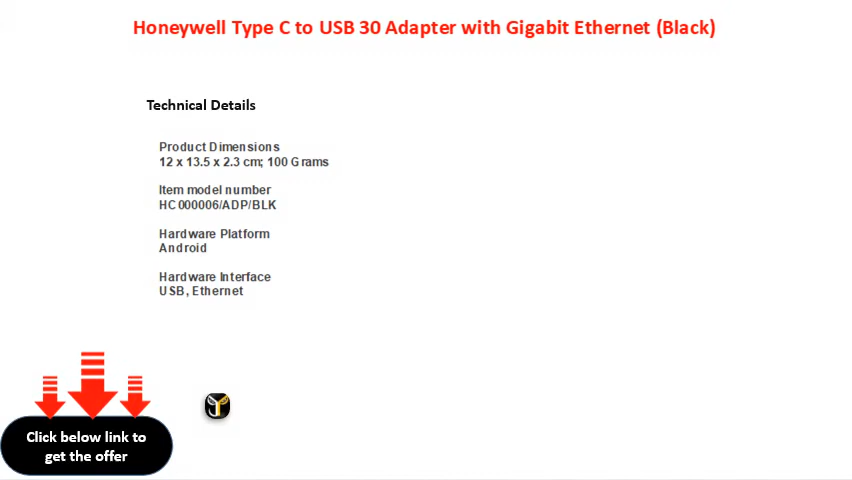 Honeywell Type C to USB 30 Adapter with Gigabit Ethernet (Black)
Technical Details
Product Dimensions
12 x 13.5 x 2.3 cm; 100 Grams
Item model number
HC000006/ADP/BLK
Hardware Platform
Android
Hardware Interface
USB, Ethernet
Click below link to
get the offer